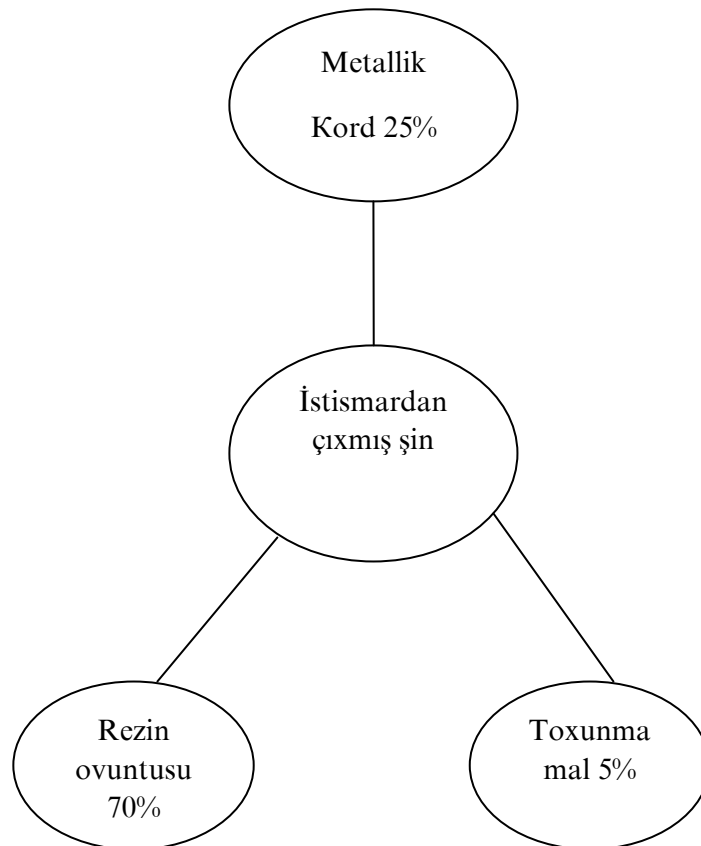 Metallik
Kord 25%
İstismardan
çıxmış şin
Rezin
ovuntusu
70%
Toxunma
mal 5%